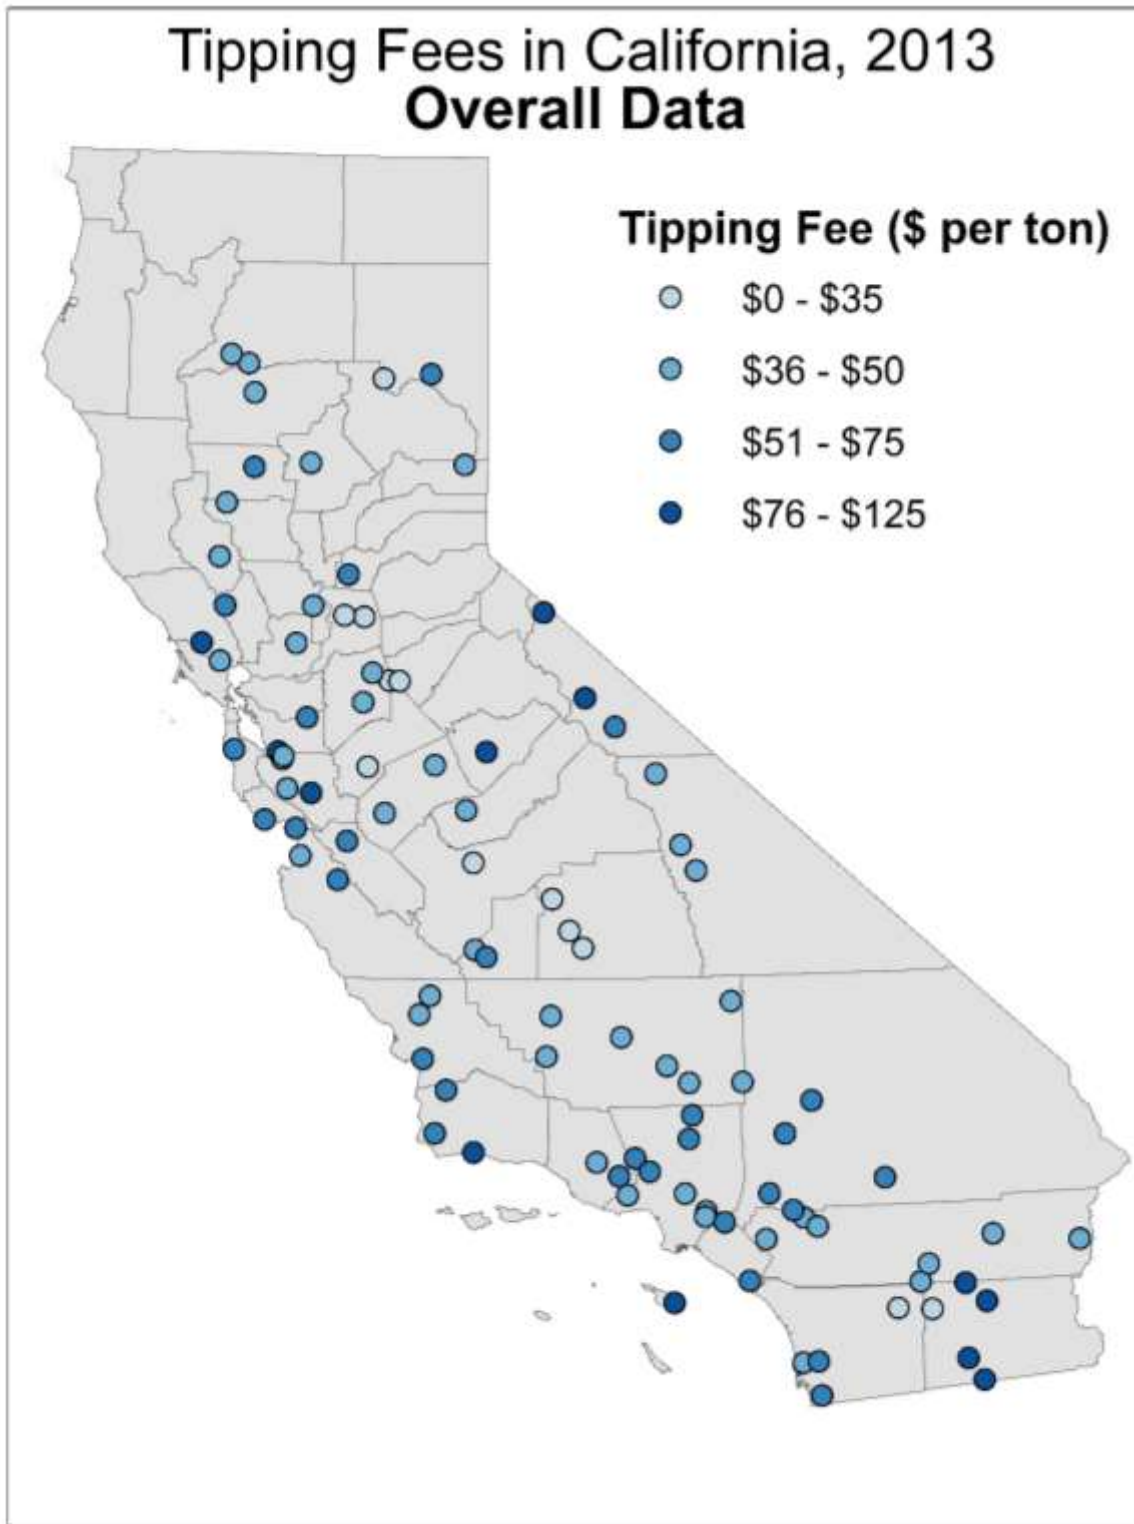 Tipping Fees in California, 2013
Overall Data
Tipping Fee ($ per ton)
$0 - $35
$36 - $50
$51 - $75
$76 - $125